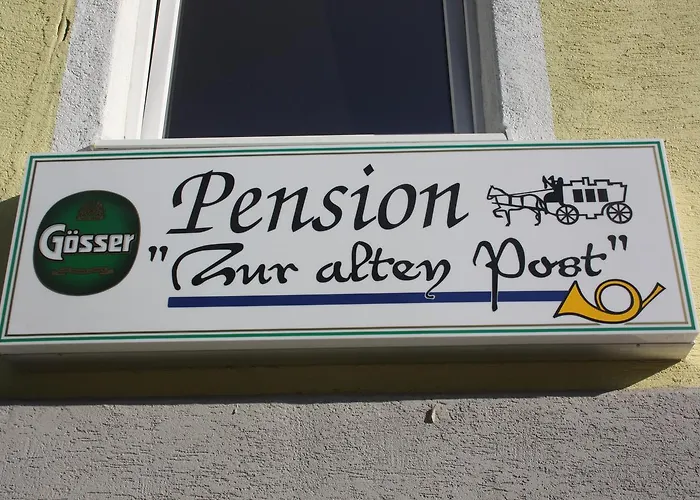 Gösser
Pension
"Zur alten Post"